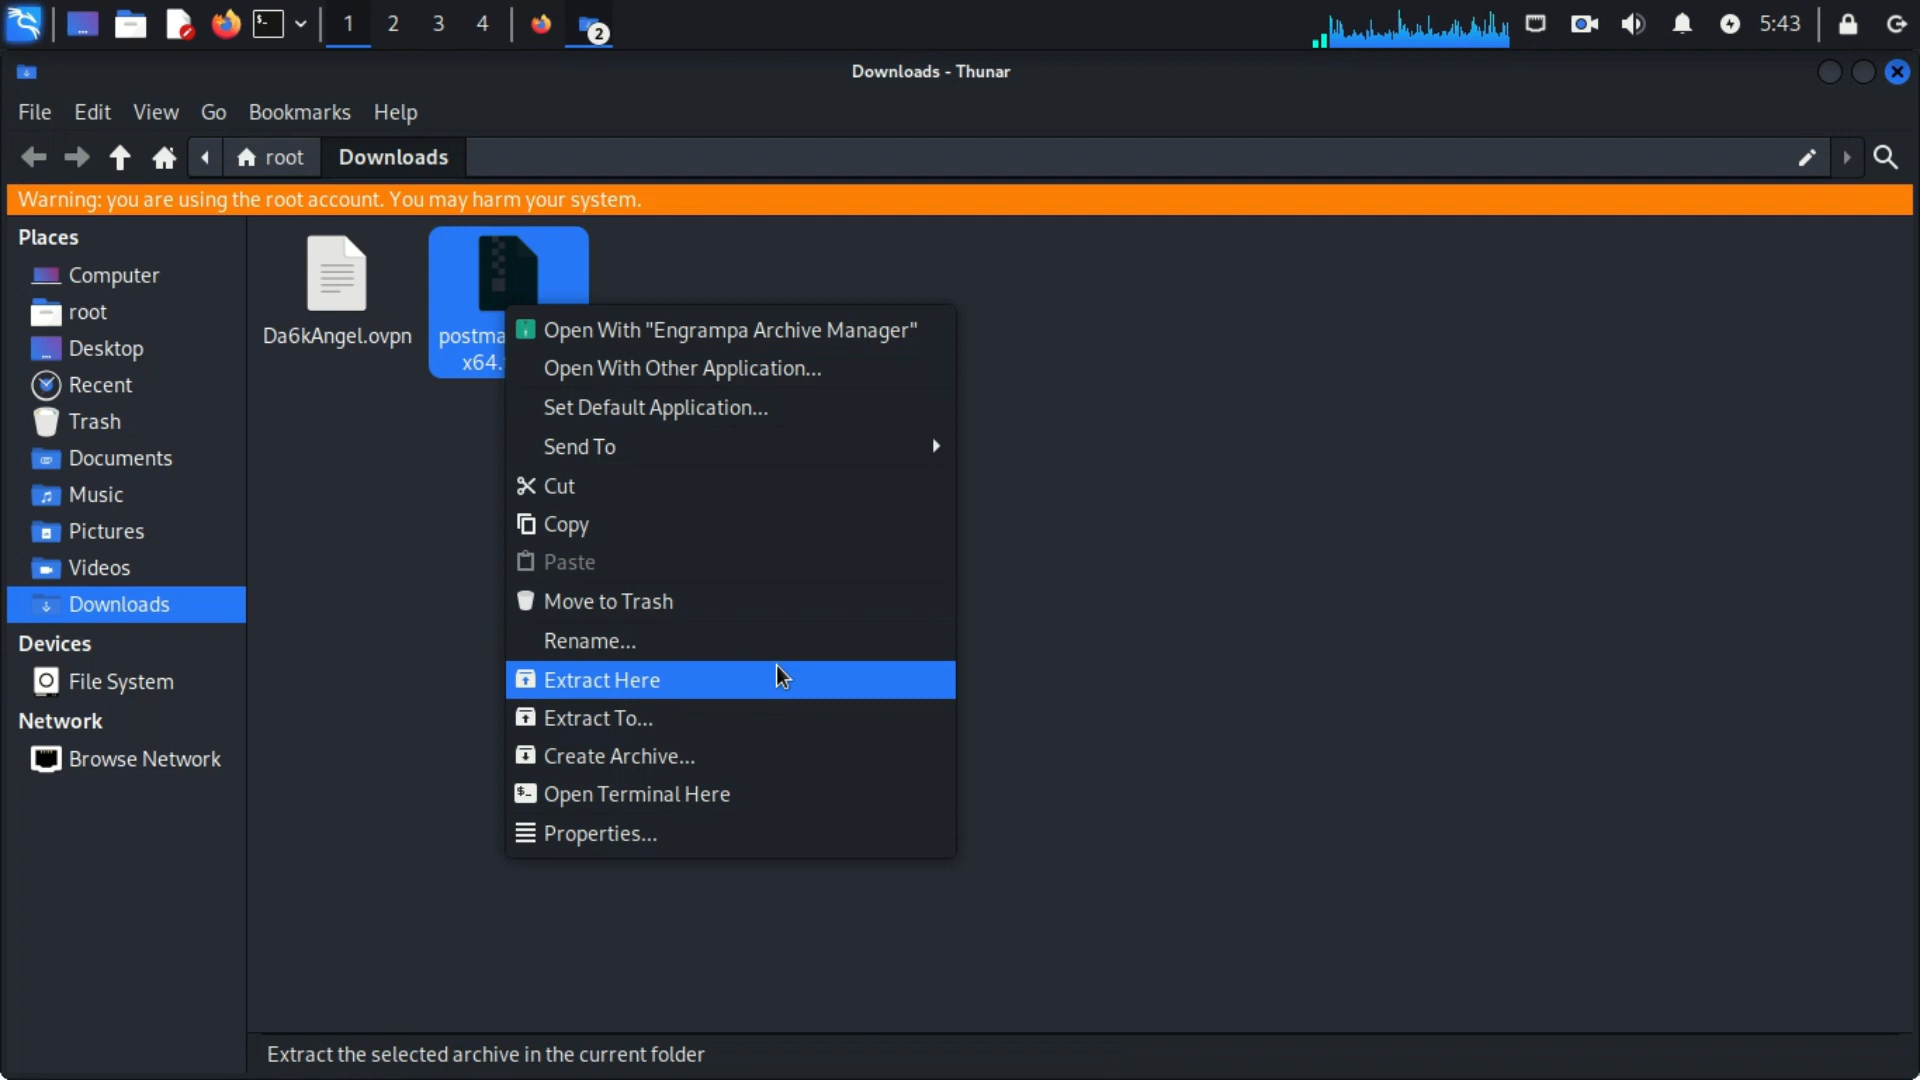 1 2 3 4 2 5:43
Downloads - Thunar
File Edit View Go Bookmarks Help
root Downloads
Warning: you are using the root account. You may harm your system.
Places
Computer
root
Desktop
Recent
Trash
Documents
Music
Pictures
Videos
Downloads
Devices
File System
Network
Browse Network
Da6kAngel.ovpn
postma
x64.
Open With "Engrampa Archive Manager"
Open With Other Application...
Set Default Application...
Send To
Cut
Copy
Paste
Move to Trash
Rename...
Extract Here
Extract To...
Create Archive...
Open Terminal Here
Properties...
Extract the selected archive in the current folder